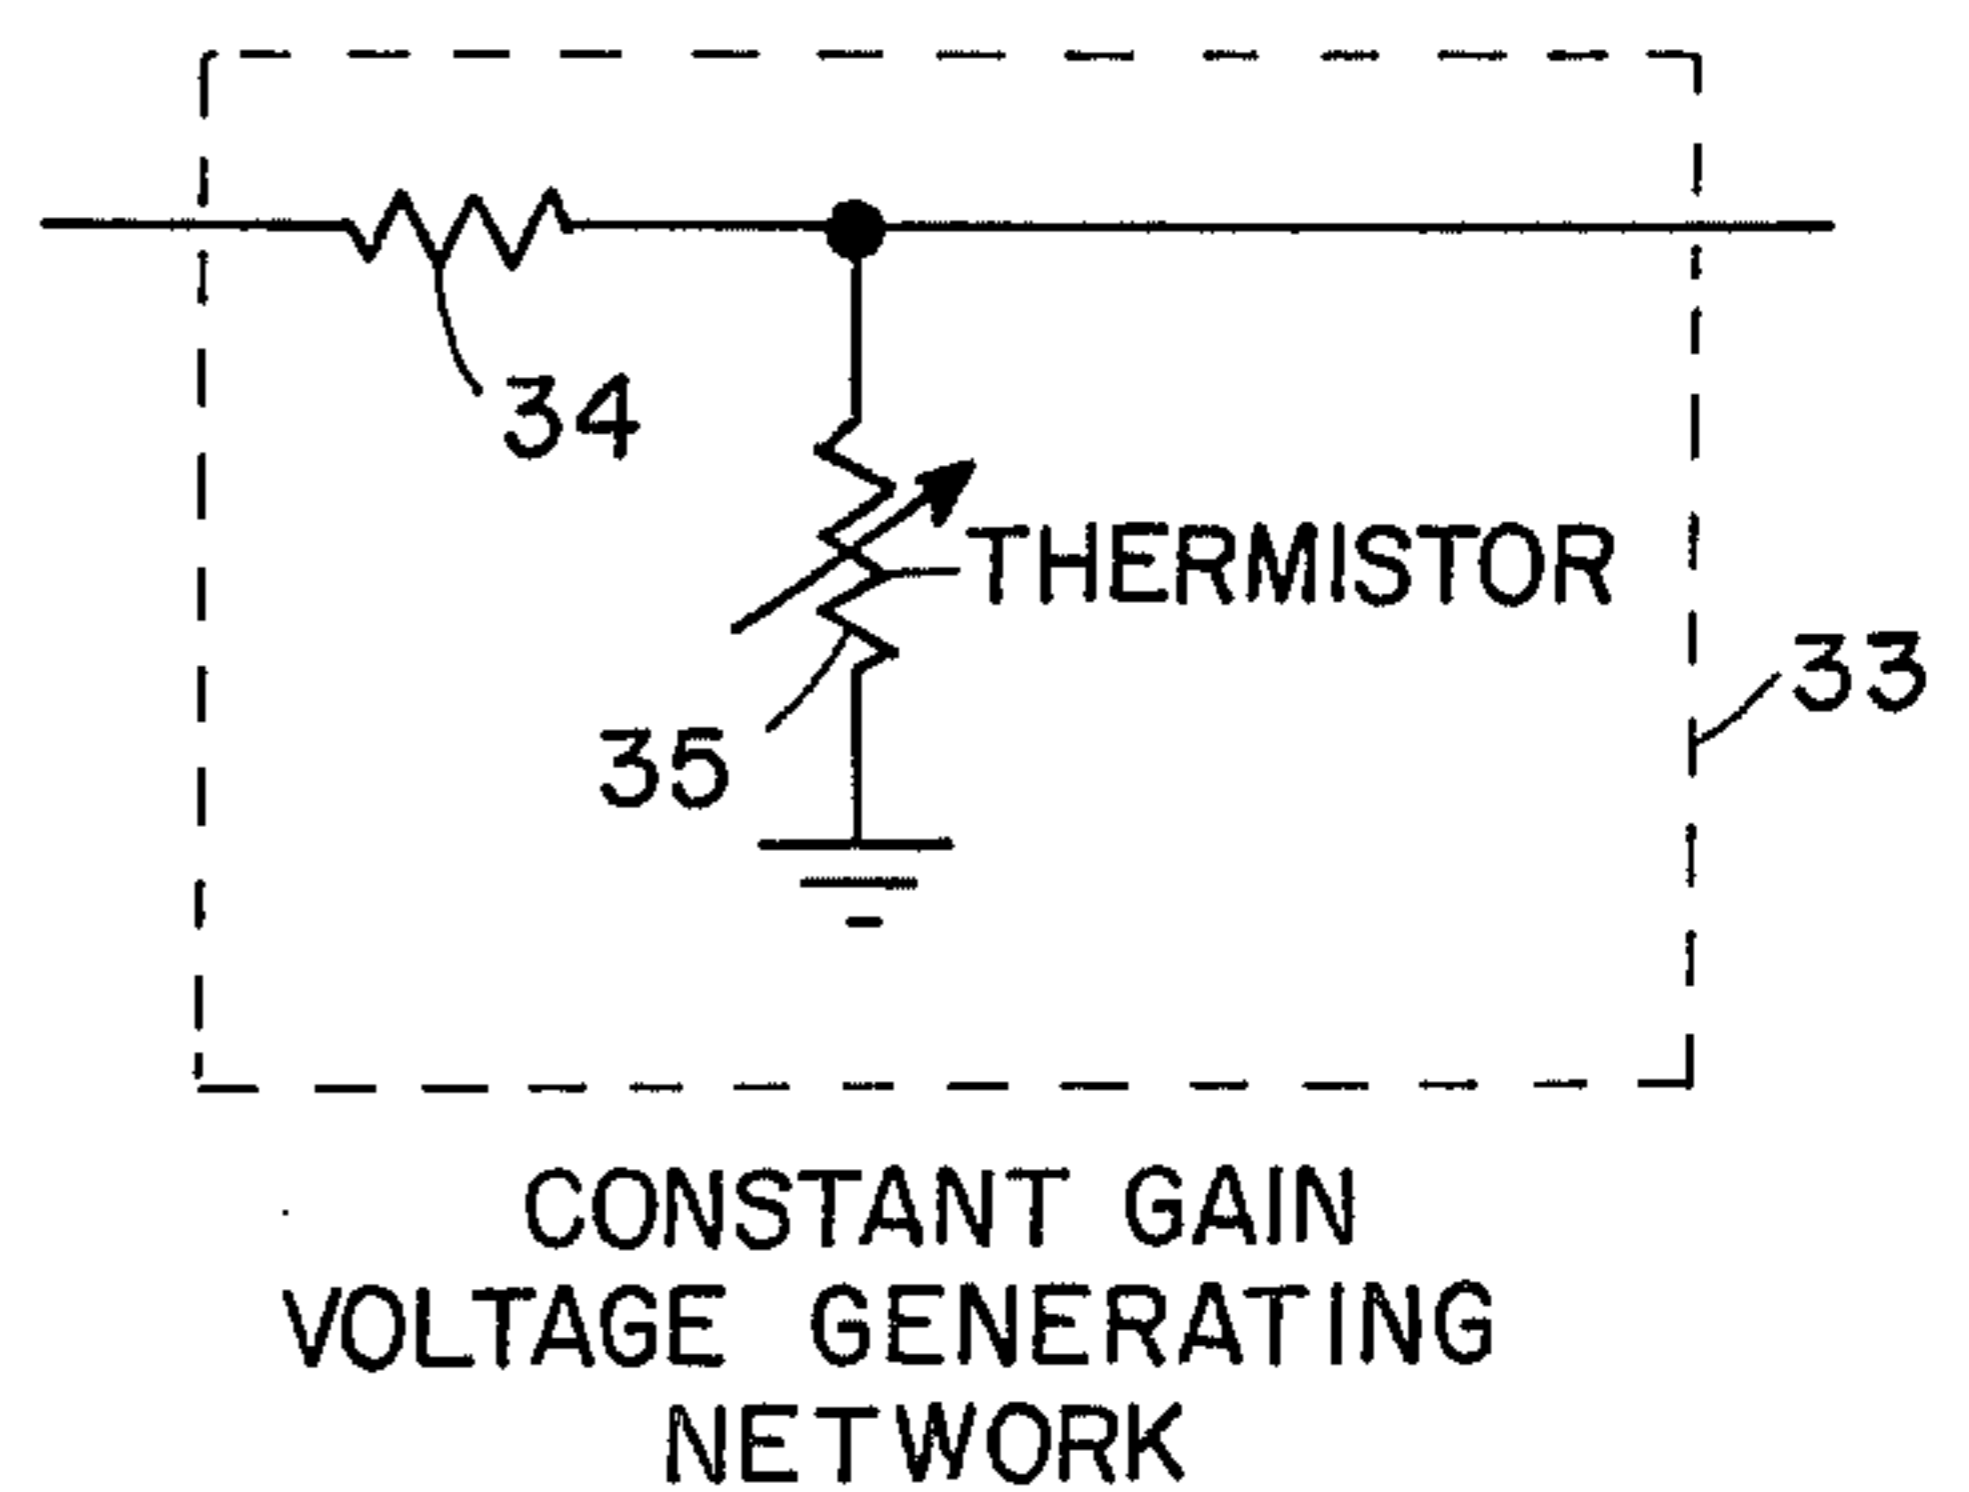 34
THERMISTOR
33
35
CONSTANT GAIN
VOLTAGE GENERATING
NETWORK